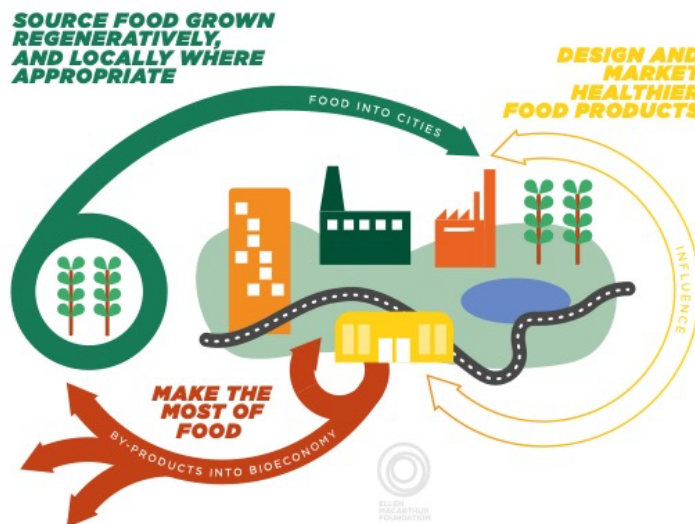 SOURCE FOOD GROWN
REGENERATIVELY,
AND LOCALLY WHERE
APPROPRIATE
DESIGN AND
MARKET
HEALTHIER
FOOD PRODUCTS
FOOD INTO CITIES
INFLUENCE
MAKE THE
MOST OF
FOOD
BY-PRODUCTS INTO BIOECONOMY
ELLEN
MACARTHUR
FOUNDATION